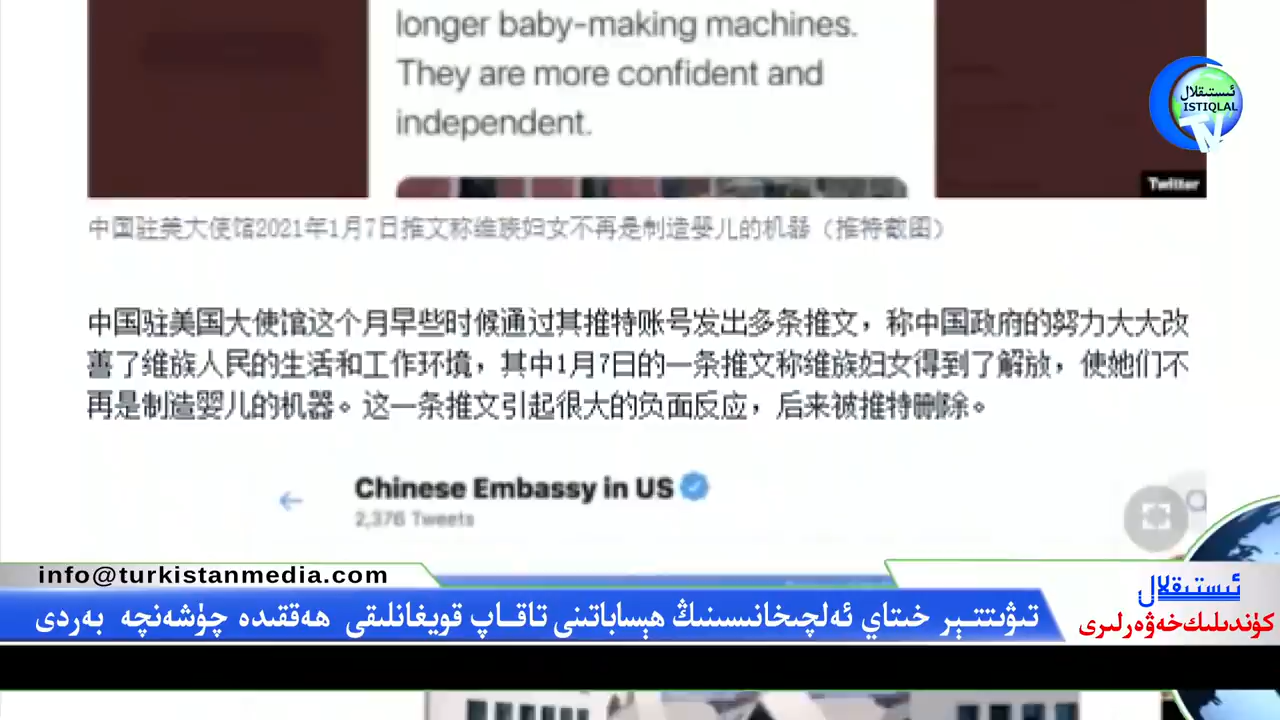 longer baby-making machines.
They are more confident and
independent.
ئىستىقلال
ISTIQLAL
TV
Twitter
中国驻美大使馆2021年1月7日推文称维族妇女不再是制造婴儿的机器（推特截图）
中国驻美国大使馆这个月早些时候通过其推特账号发出多条推文，称中国政府的努力大大改
善了维族人民的生活和工作环境，其中1月7日的一条推文称维族妇女得到了解放，使她们不
再是制造婴儿的机器。这一条推文引起很大的负面反应，后来被推特删除。
Chinese Embassy in US
2,376 Tweets
info@turkistanmedia.com
ئىستىقلال
تىۋىتتېر خىتاي ئەلچىخانىسىنىڭ ھېساباتىنى تاقاپ قويغانلىقى ھەققىدە چۈشەنچە بەردى
كۈندىلىك خەۋەرلىرى